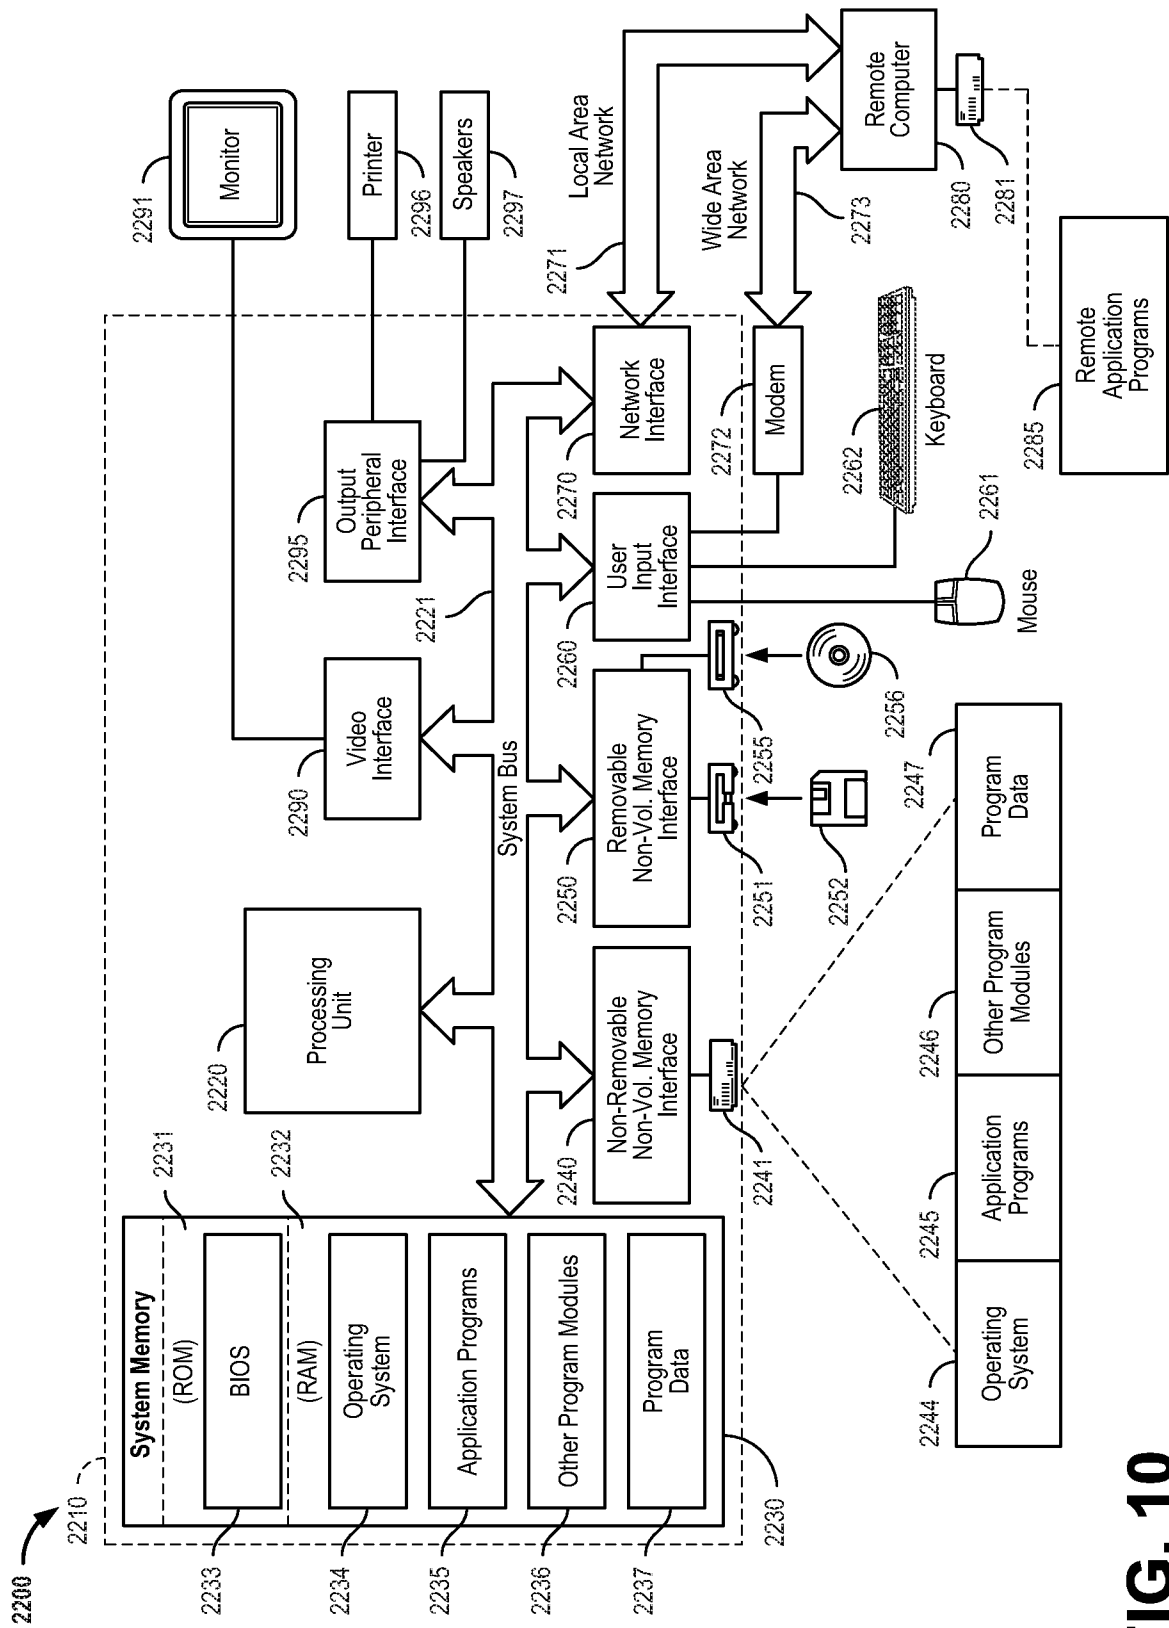 2200
2210
System Memory
(ROM)
2231
BIOS
2233
(RAM)
2232
Operating
System
2234
Application Programs
2235
Other Program Modules
2236
Program
Data
2237
2230
2220
Processing
Unit
2290
Video
Interface
2221
2295
Output
Peripheral
Interface
2291
Monitor
Printer
2296
Speakers
2297
System Bus
2240
Non-Removable
Non-Vol. Memory
Interface
2241
2250
Removable
Non-Vol. Memory
Interface
2251
2255
2252
2256
2260
User
Input
Interface
2270
Network
Interface
2271
Local Area
Network
2272
Modem
Wide Area
Network
2273
Remote
Computer
2280
2281
2262
Keyboard
2261
Mouse
2285
Remote
Application
Programs
2244
Operating
System
2245
Application
Programs
2246
Other Program
Modules
2247
Program
Data
FIG. 10